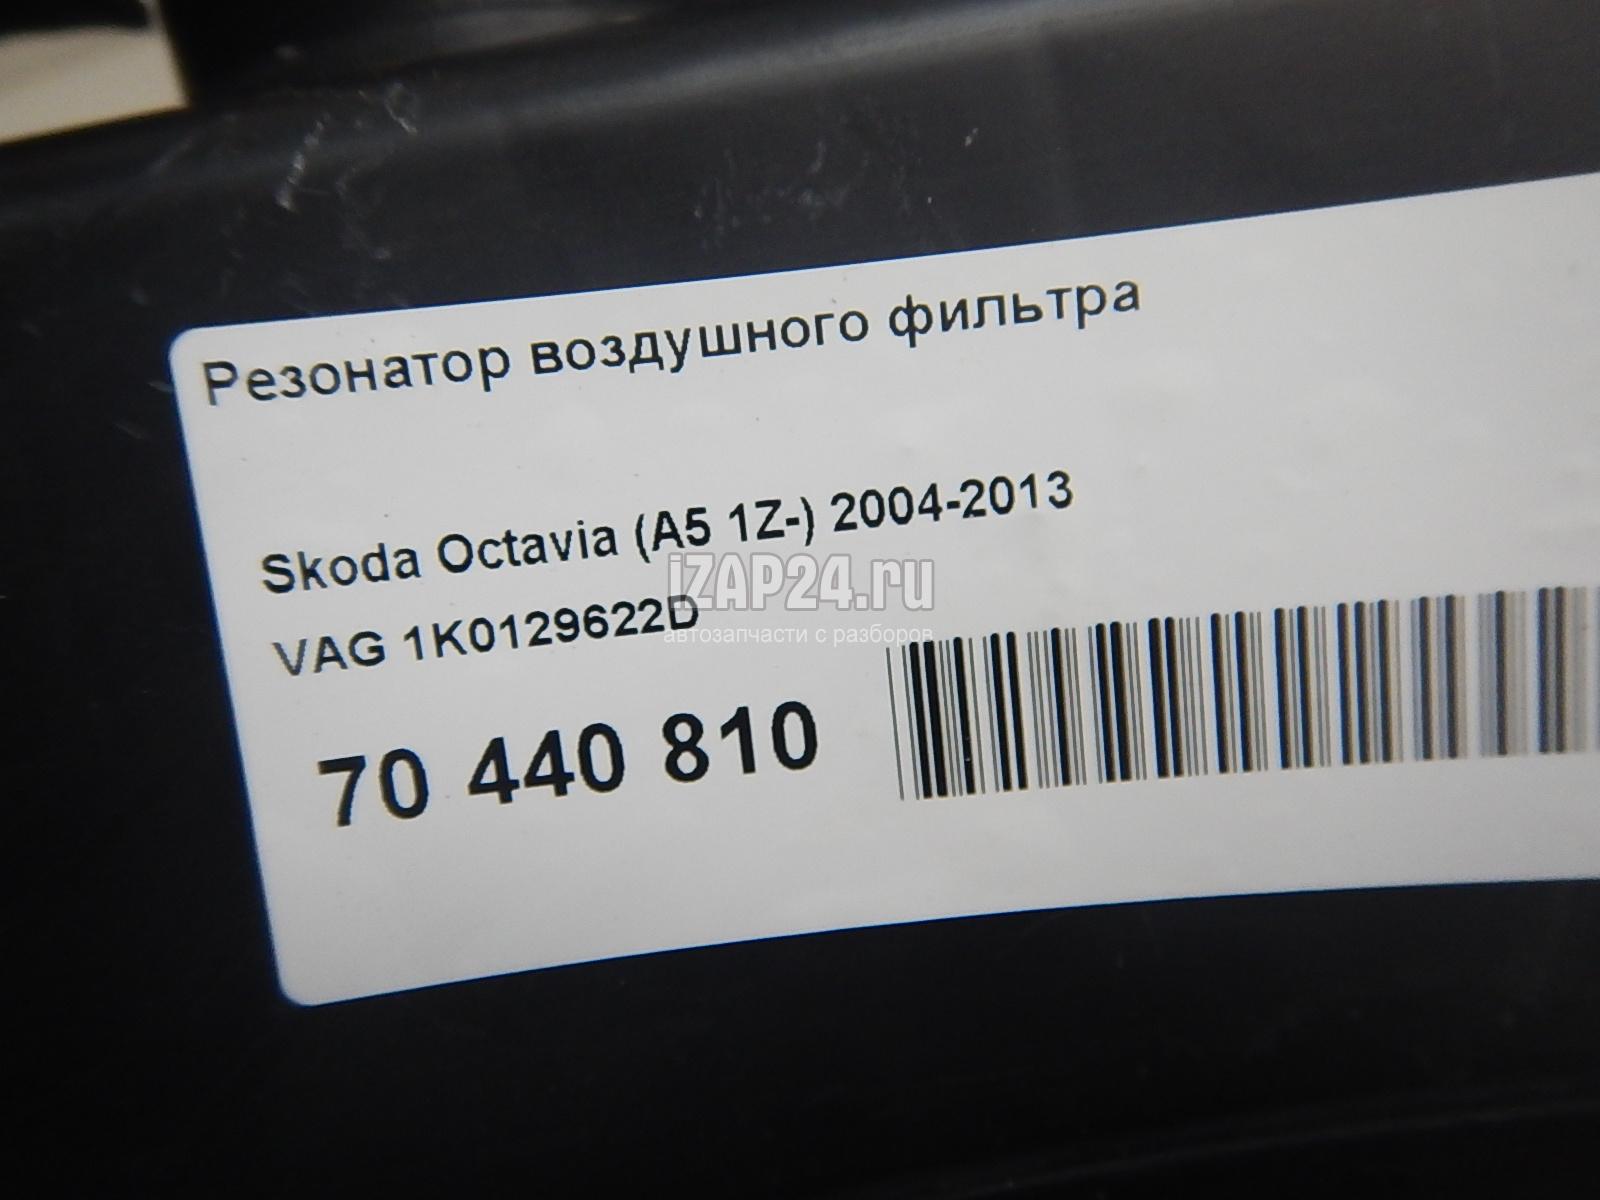 Резонатор воздушного фильтра
Skoda Octavia (A5 1Z-) 2004-2013
iZAP24.ru
VAG 1K0129622D
автозапчасти с разборов
70 440 810